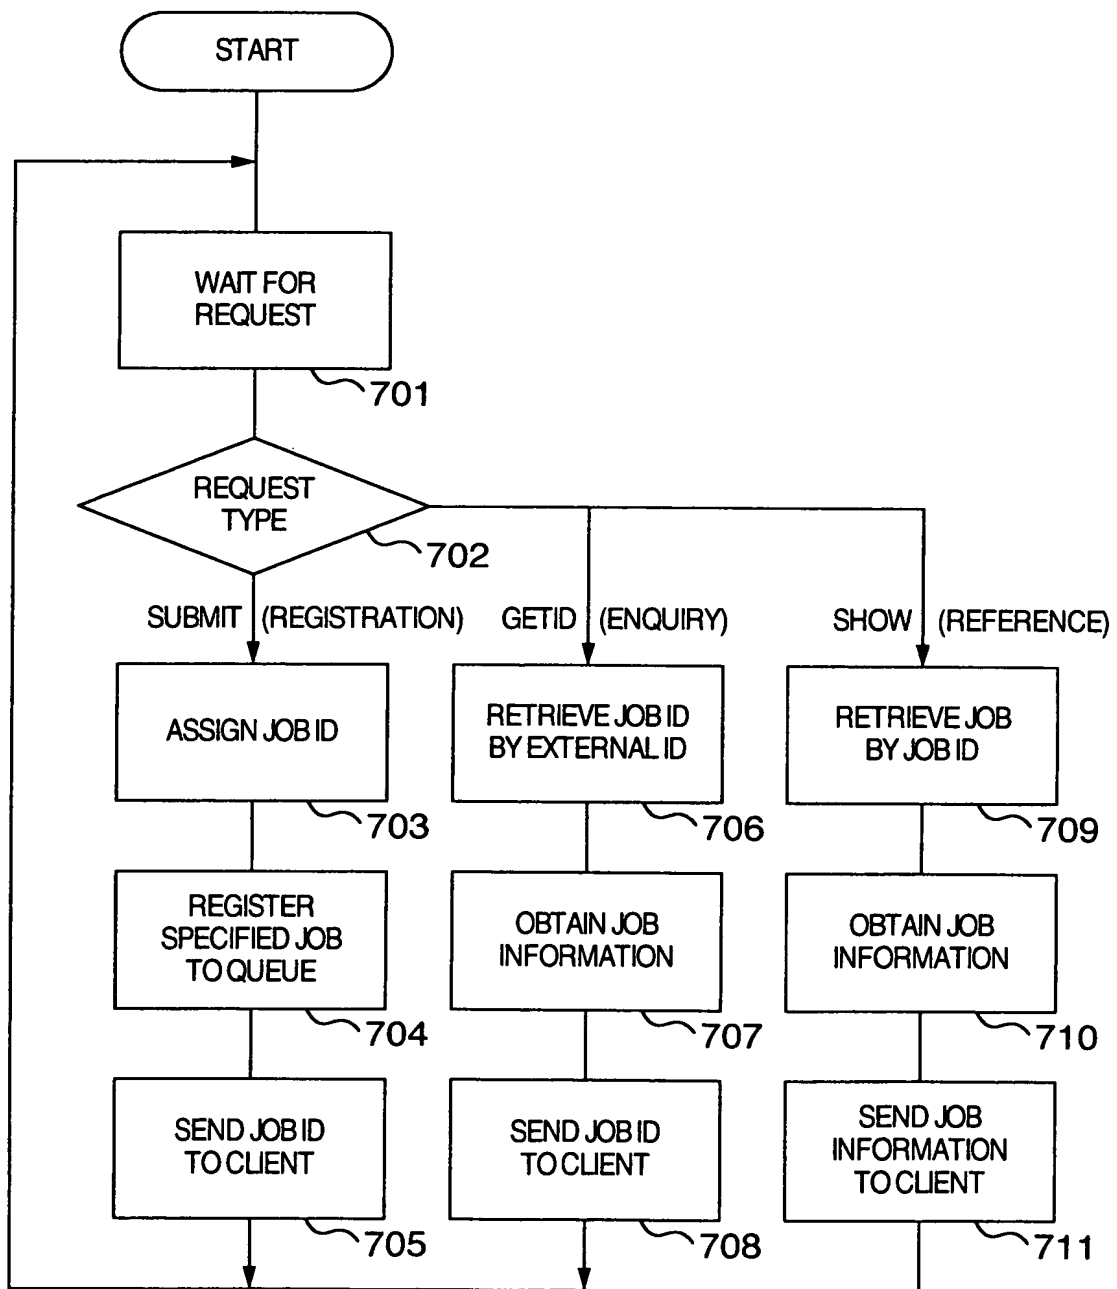 START
WAIT FOR
REQUEST
701
REQUEST
TYPE
702
SUBMIT (REGISTRATION)
GETID (ENQUIRY)
SHOW (REFERENCE)
ASSIGN JOB ID
703
RETRIEVE JOB ID
BY EXTERNAL ID
706
RETRIEVE JOB
BY JOB ID
709
REGISTER
SPECIFIED JOB
TO QUEUE
704
OBTAIN JOB
INFORMATION
707
OBTAIN JOB
INFORMATION
710
SEND JOB ID
TO CLIENT
705
SEND JOB ID
TO CLIENT
708
SEND JOB
INFORMATION
TO CLIENT
711